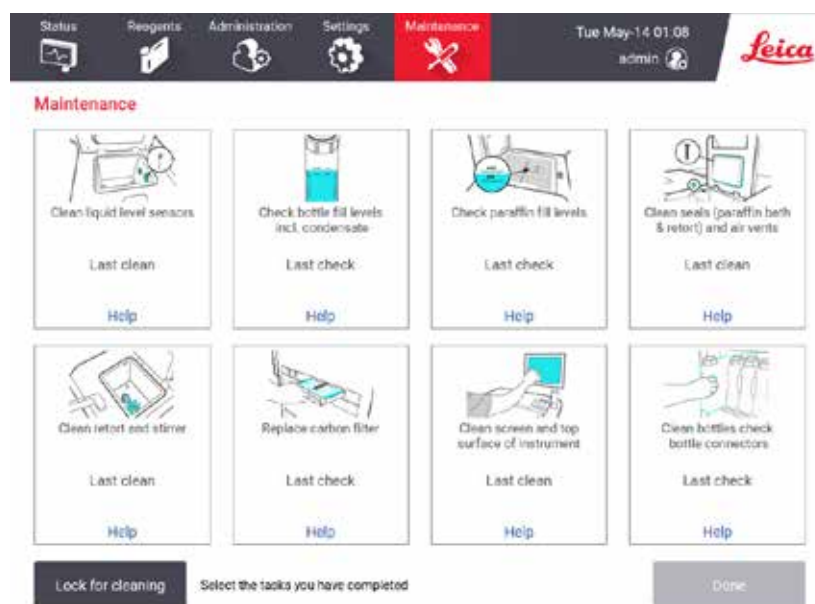 Status Reagents Administration Settings Maintenance Tue May-14 01:08
admin
Leica
Maintenance
Clean liquid level sensors
Last clean
Help
Check bottle fill levels
incl. condensate
Last check
Help
Check paraffin fill levels
Last check
Help
Clean seals (paraffin bath
& retort) and air vents
Last clean
Help
Clean retort and stirrer
Last clean
Help
Replace carbon filter
Last check
Help
Clean screen and top
surface of instrument
Last clean
Help
Clean bottles check
bottle connectors
Last check
Help
Lock for cleaning Select the tasks you have completed Done